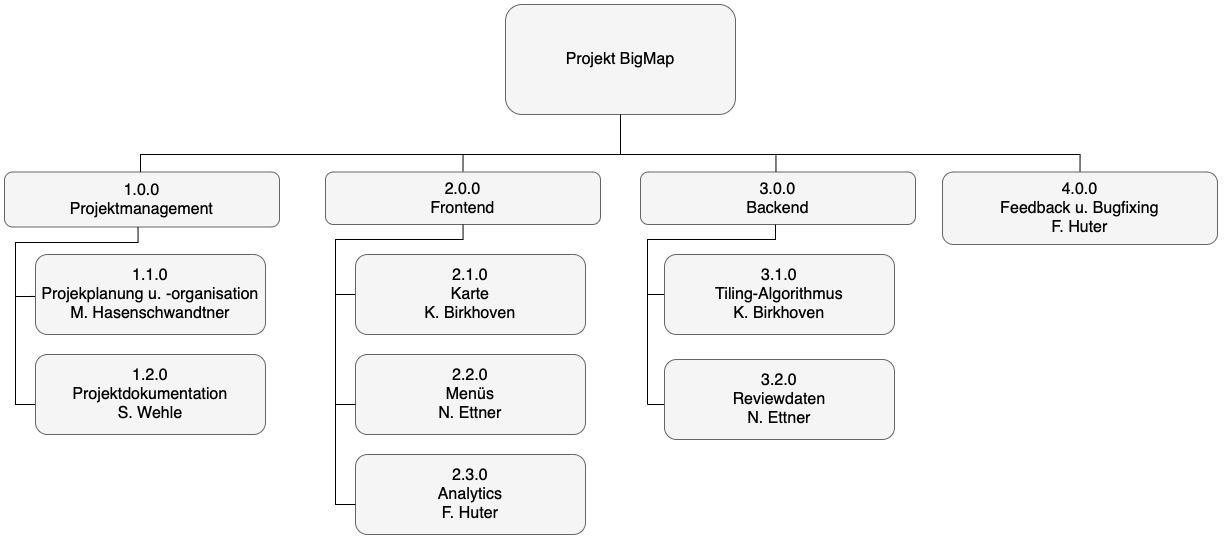 Projekt BigMap
1.0.0
Projektmanagement
1.1.0
Projekplanung u. -organisation
M. Hasenschwandtner
1.2.0
Projektdokumentation
S. Wehle
2.0.0
Frontend
2.1.0
Karte
K. Birkhoven
2.2.0
Menüs
N. Ettner
2.3.0
Analytics
F. Huter
3.0.0
Backend
3.1.0
Tiling-Algorithmus
K. Birkhoven
3.2.0
Reviewdaten
N. Ettner
4.0.0
Feedback u. Bugfixing
F. Huter